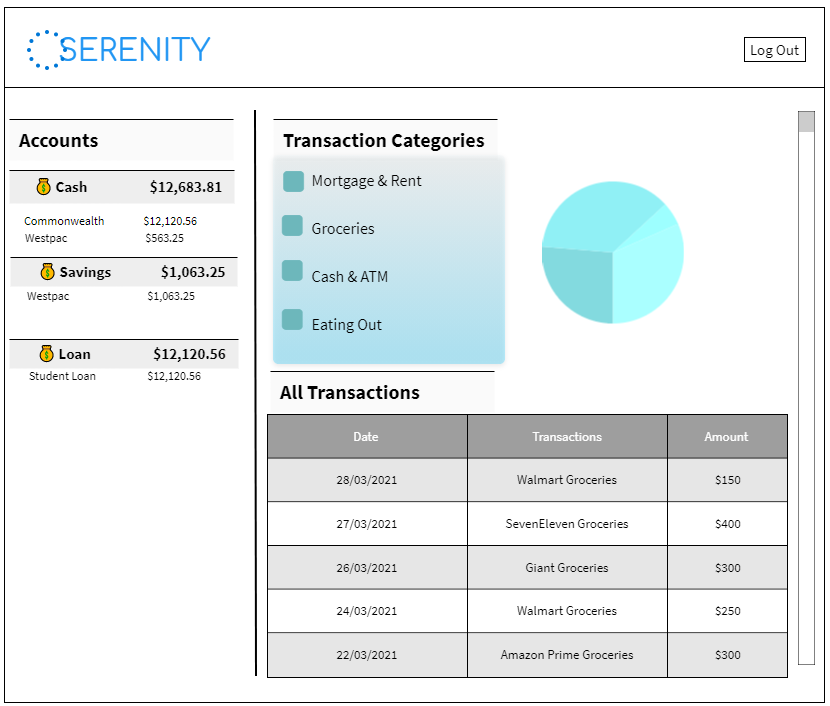 SERENITY
Log Out
Accounts
Cash $12,683.81
Commonwealth $12,120.56
Westpac $563.25
Savings $1,063.25
Westpac $1,063.25
Loan $12,120.56
Student Loan $12,120.56
Transaction Categories
Mortgage & Rent
Groceries
Cash & ATM
Eating Out
All Transactions
Date Transactions Amount
28/03/2021 Walmart Groceries $150
27/03/2021 SevenEleven Groceries $400
26/03/2021 Giant Groceries $300
24/03/2021 Walmart Groceries $250
22/03/2021 Amazon Prime Groceries $300